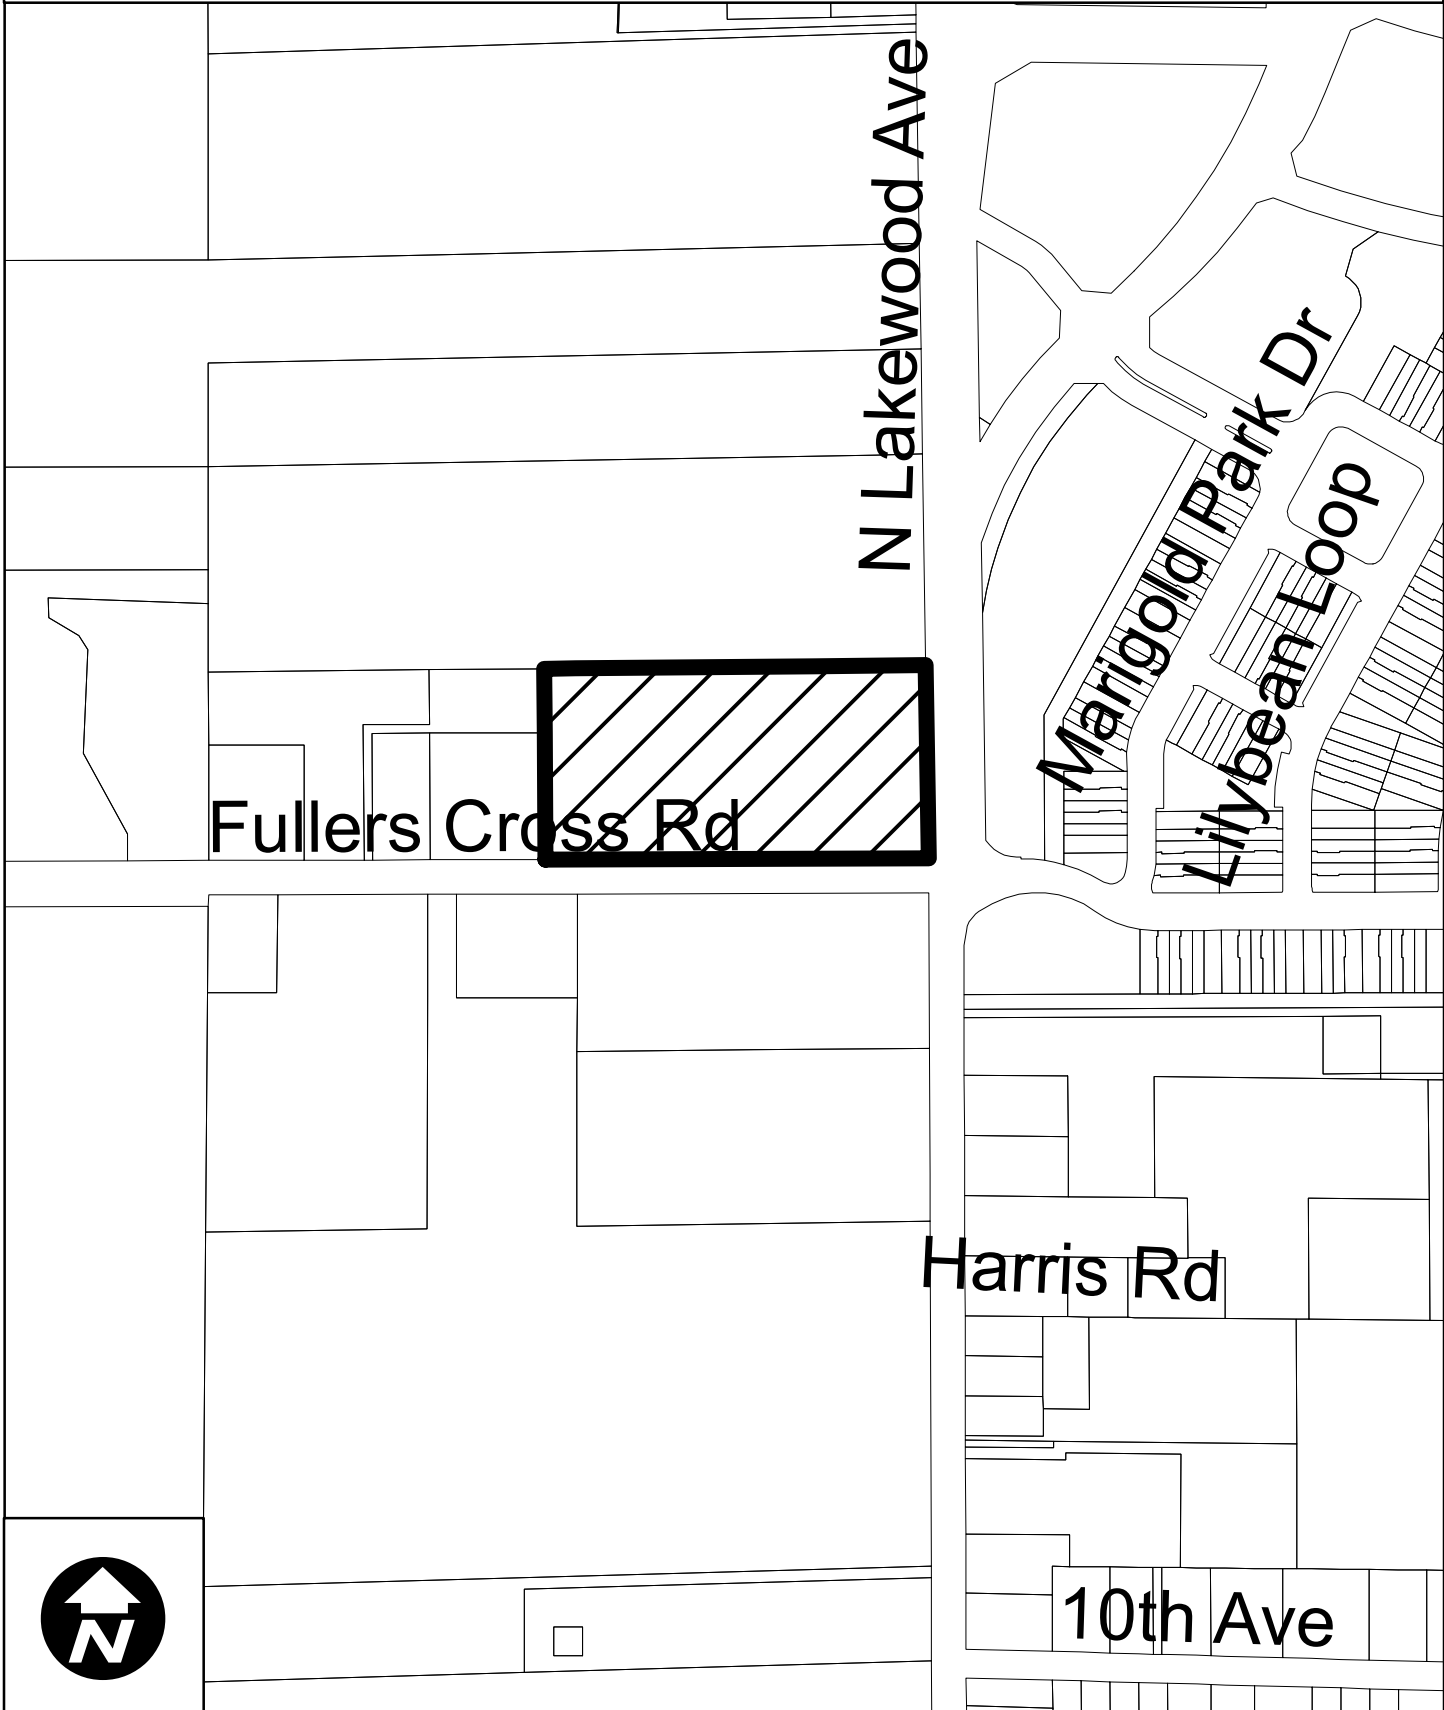 N Lakewood Ave
Marigold Park Dr
Lilybean Loop
Fullers Cross Rd
Harris Rd
10th Ave
N